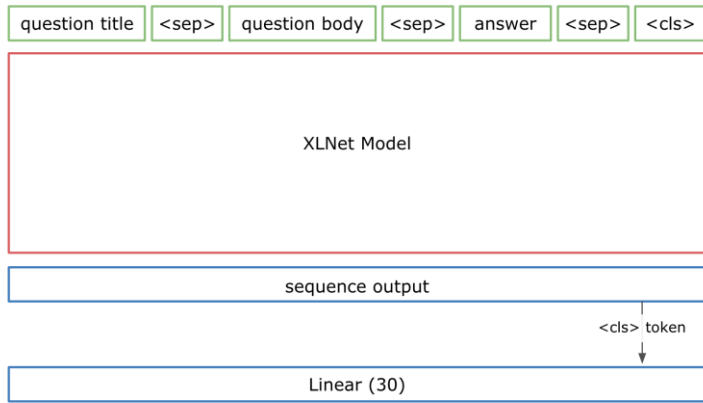 question title <sep> question body <sep> answer <sep> <cls>
XLNet Model
sequence output
<cls> token
Linear (30)